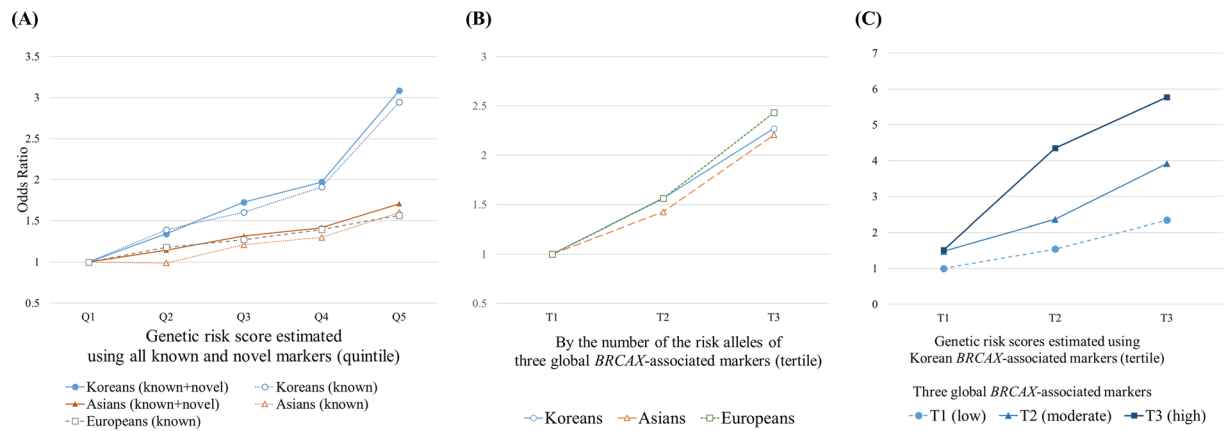 (A)
3.5
3
2.5
2
1.5
1
0.5
Odds Ratio
Q1 Q2 Q3 Q4 Q5
Genetic risk score estimated
using all known and novel markers (quintile)
Koreans (known+novel) Koreans (known)
Asians (known+novel) Asians (known)
Europeans (known)
(B)
3
2.5
2
1.5
1
0.5
T1 T2 T3
By the number of the risk alleles of
three global BRCAX-associated markers (tertile)
Koreans Asians Europeans
(C)
7
6
5
4
3
2
1
0
T1 T2 T3
Genetic risk scores estimated using
Korean BRCAX-associated markers (tertile)
Three global BRCAX-associated markers
T1 (low) T2 (moderate) T3 (high)